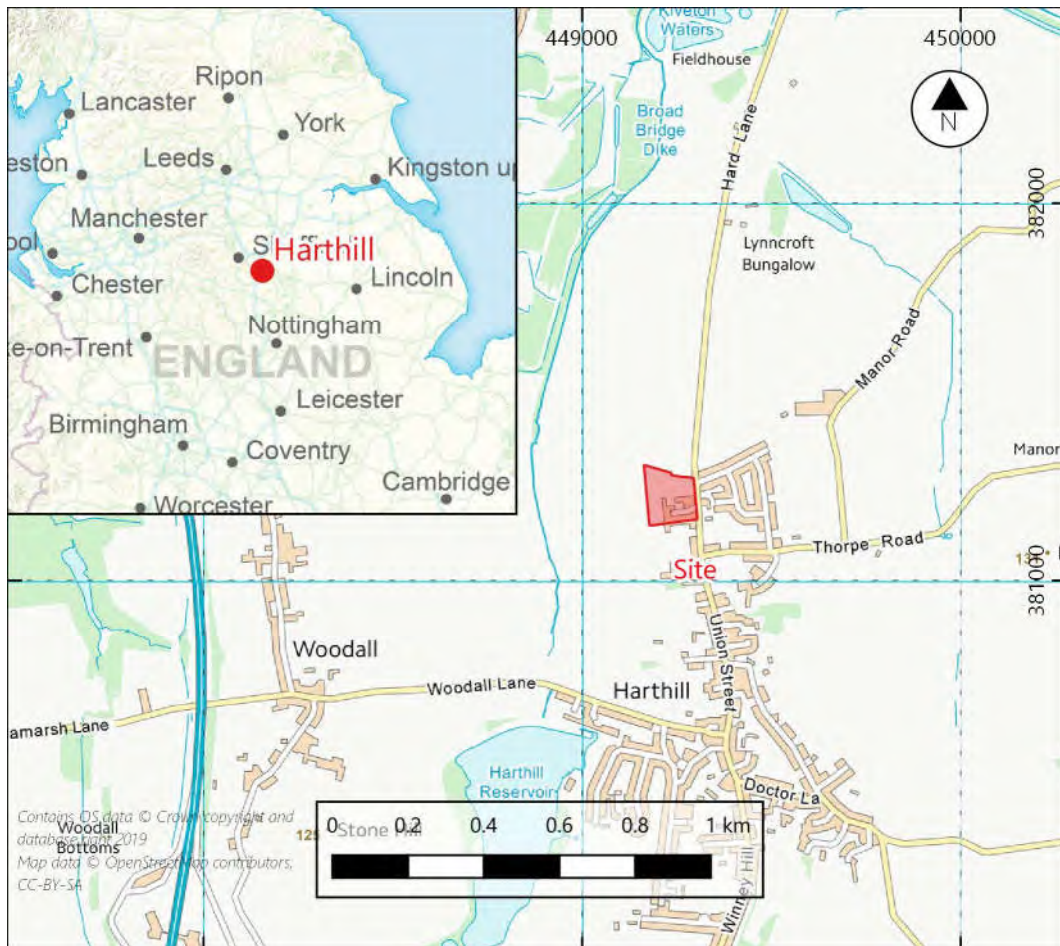 Ripon
Lancaster
York
eston
Leeds
Kingston up
Manchester
ool
Harthill
Chester
Lincoln
Nottingham
ke-on-Trent
ENGLAND
Leicester
Birmingham
Coventry
Cambridge
Worcester
Kiveton
Waters
449000
450000
Fieldhouse
N
Broad
Bridge
Dike
Hard Lane
382000
Lynncroft
Bungalow
Manor Road
Manor
Thorpe Road
Site
381000
Union Street
Woodall
Woodall Lane
Harthill
amarsh Lane
Harthill
Reservoir
Doctor La
Winney Hill
Contains OS data © Crown copyright and
database right 2019
Map data © OpenStreetMap contributors,
CC-BY-SA
Woodall
Bottoms
Stone Hill
0 0.2 0.4 0.6 0.8 1 km